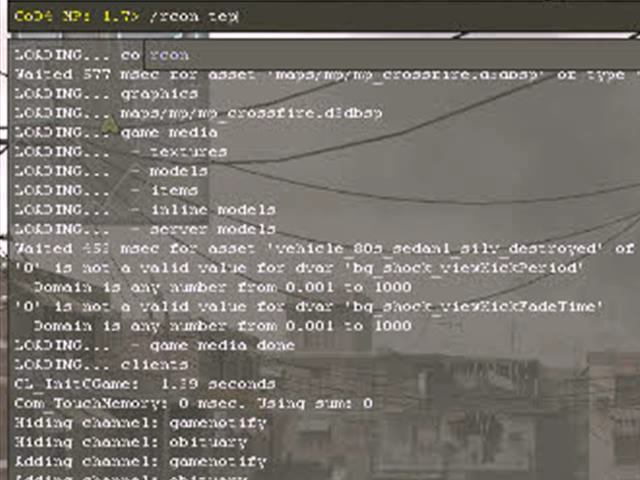 CoD4 MP: 1.7> /rcon tep
LOADING... co rcon
Waited 577 msec for asset 'maps/mp/mp_crossfire.d3dbsp' of type
LOADING... graphics
LOADING... maps/mp/mp_crossfire.d3dbsp
LOADING... game media
LOADING... - textures
LOADING... - models
LOADING... - items
LOADING... - inline models
LOADING... - server models
Waited 453 msec for asset 'vehicle_80s_sedan1_silv_destroyed' of
'0' is not a valid value for dvar 'bg_shock_viewKickPeriod'
Domain is any number from 0.001 to 1000
'0' is not a valid value for dvar 'bg_shock_viewKickFadeTime'
Domain is any number from 0.001 to 1000
LOADING... - game media done
LOADING... clients
CL_InitCGame: 1.39 seconds
Com_TouchMemory: 0 msec. Using sum: 0
Hiding channel: gamenotify
Hiding channel: obituary
Adding channel: gamenotify
Adding channel: obituary